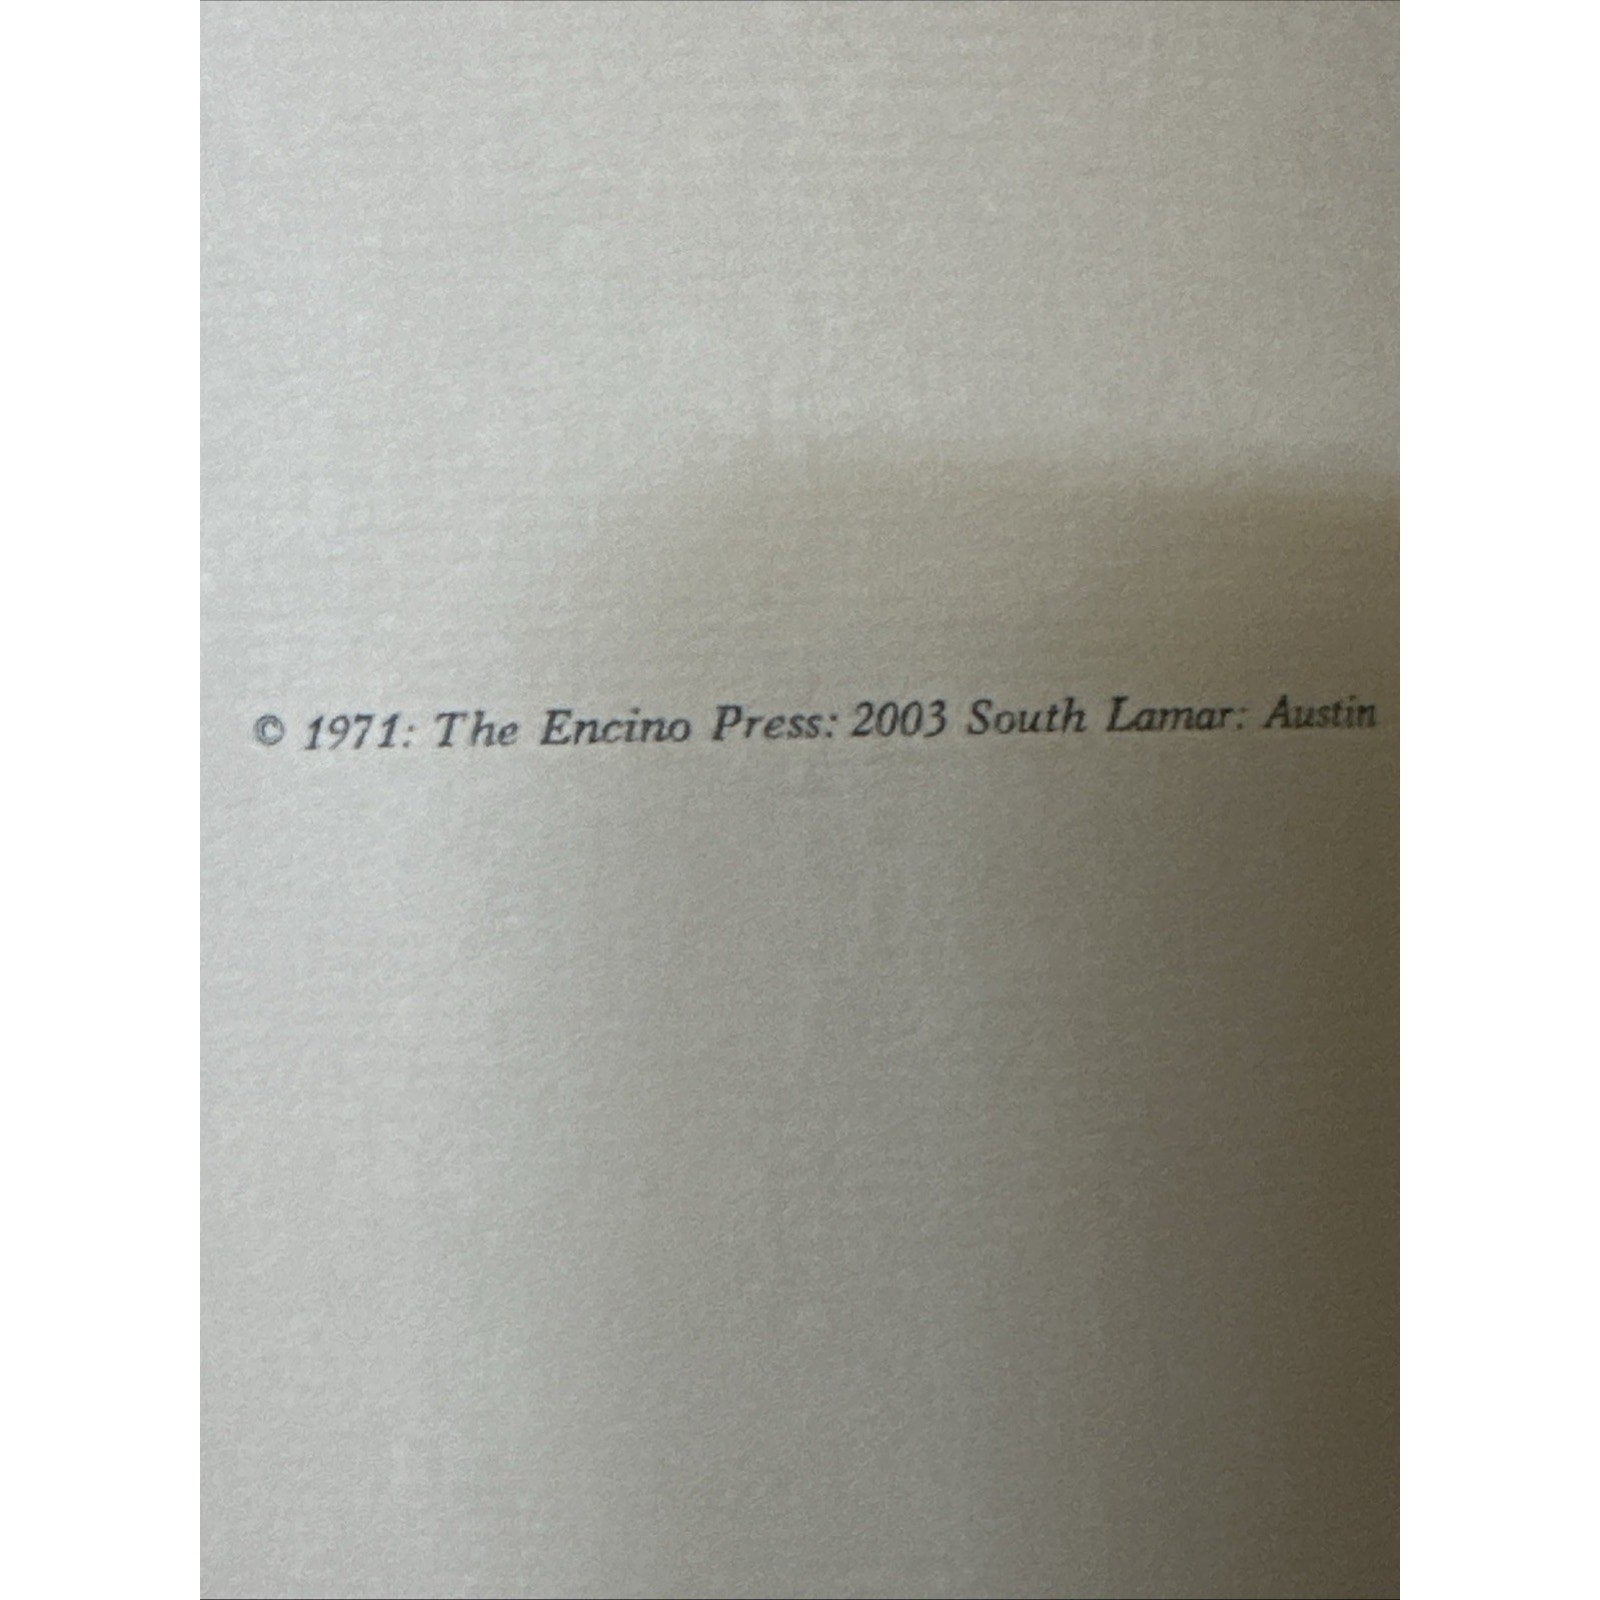 © 1971: The Encino Press: 2003 South Lamar: Austin